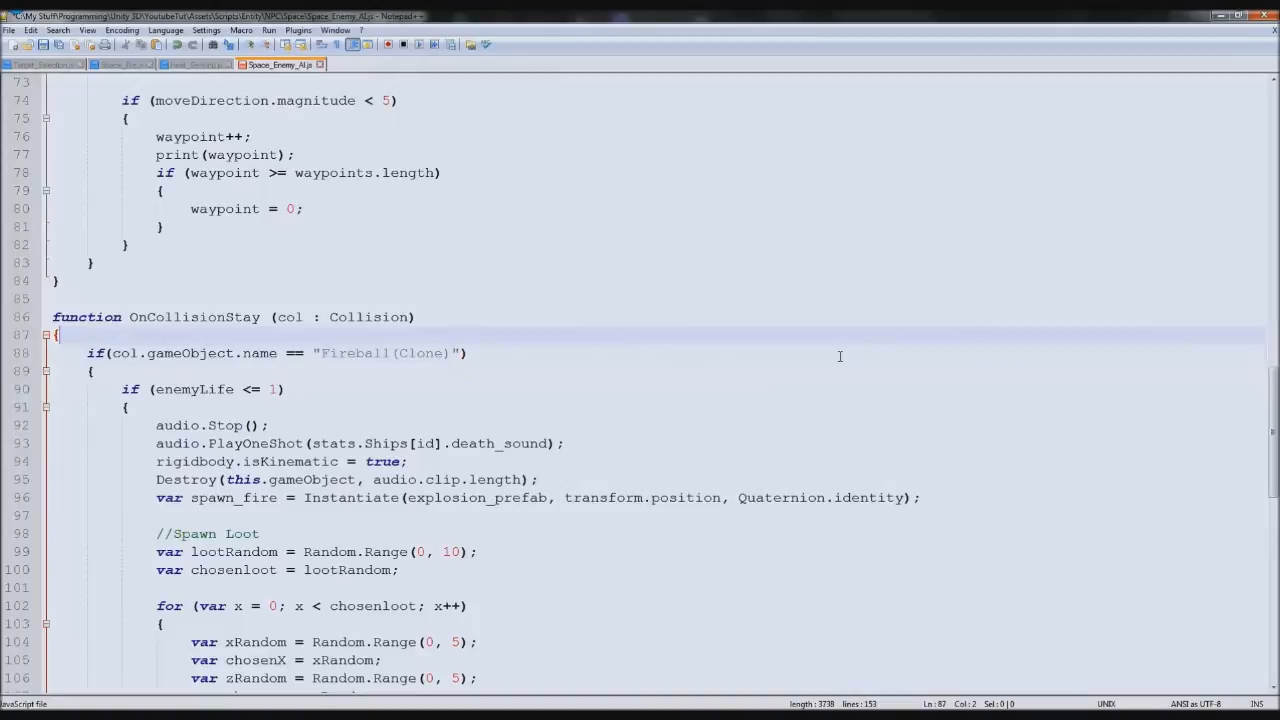 *C:\My Stuff\Programming\Unity 3D\YoutubeTut\Assets\Scripts\Entity\NPC\Space\Space_Enemy_AI.js - Notepad++
File Edit Search View Encoding Language Settings Macro Run Plugins Window ? X
Target_Selection.js Space_Enemy_AI.js
73
74 if (moveDirection.magnitude < 5)
75 {
76 waypoint++;
77 print(waypoint);
78 if (waypoint >= waypoints.length)
79 {
80 waypoint = 0;
81 }
82 }
83 }
84 }
85
86 function OnCollisionStay (col : Collision)
87 {
88 if(col.gameObject.name == "Fireball(Clone)")
89 {
90 if (enemyLife <= 1)
91 {
92 audio.Stop();
93 audio.PlayOneShot(stats.Ships[id].death_sound);
94 rigidbody.isKinematic = true;
95 Destroy(this.gameObject, audio.clip.length);
96 var spawn_fire = Instantiate(explosion_prefab, transform.position, Quaternion.identity);
97
98 //Spawn Loot
99 var lootRandom = Random.Range(0, 10);
100 var chosenloot = lootRandom;
101
102 for (var x = 0; x < chosenloot; x++)
103 {
104 var xRandom = Random.Range(0, 5);
105 var chosenX = xRandom;
106 var zRandom = Random.Range(0, 5);
JavaScript file length : 3738 lines : 153 Ln : 87 Col : 2 Sel : 0 | 0 UNIX ANSI as UTF-8 INS